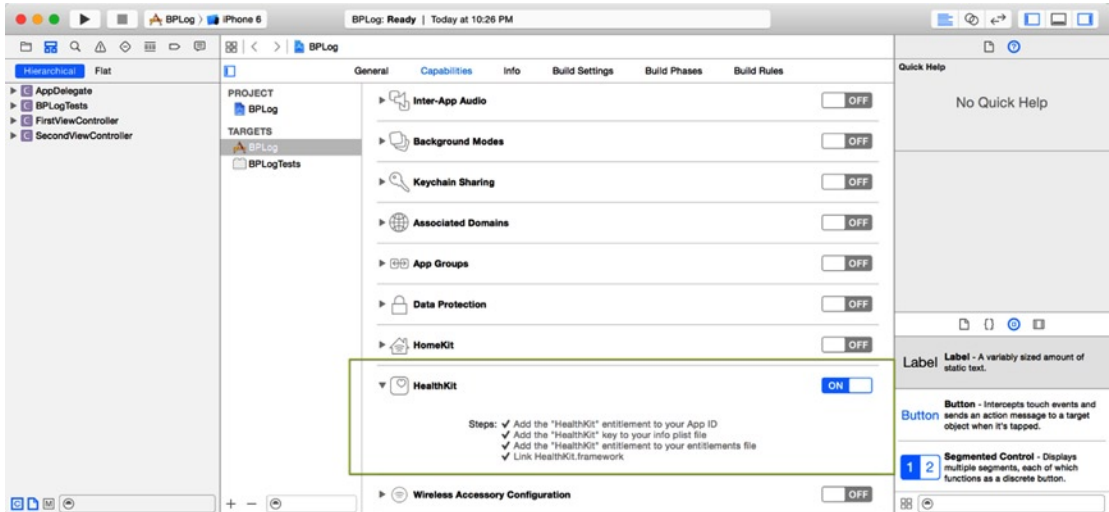 BPLog
iPhone 6
BPLog: Ready | Today at 10:26 PM
BPLog
Hierarchical
Flat
AppDelegate
BPLogTests
FirstViewController
SecondViewController
PROJECT
BPLog
TARGETS
BPLog
BPLogTests
General
Capabilities
Info
Build Settings
Build Phases
Build Rules
Inter-App Audio
OFF
Background Modes
OFF
Keychain Sharing
OFF
Associated Domains
OFF
App Groups
OFF
Data Protection
OFF
HomeKit
OFF
HealthKit
ON
Steps: ✓ Add the "HealthKit" entitlement to your App ID
✓ Add the "HealthKit" key to your info plist file
✓ Add the "HealthKit" entitlement to your entitlements file
✓ Link HealthKit.framework
Wireless Accessory Configuration
OFF
Quick Help
No Quick Help
Label
Label - A variably sized amount of
static text.
Button
Button - Intercepts touch events and
sends an action message to a target
object when it's tapped.
1 2
Segmented Control - Displays
multiple segments, each of which
functions as a discrete button.